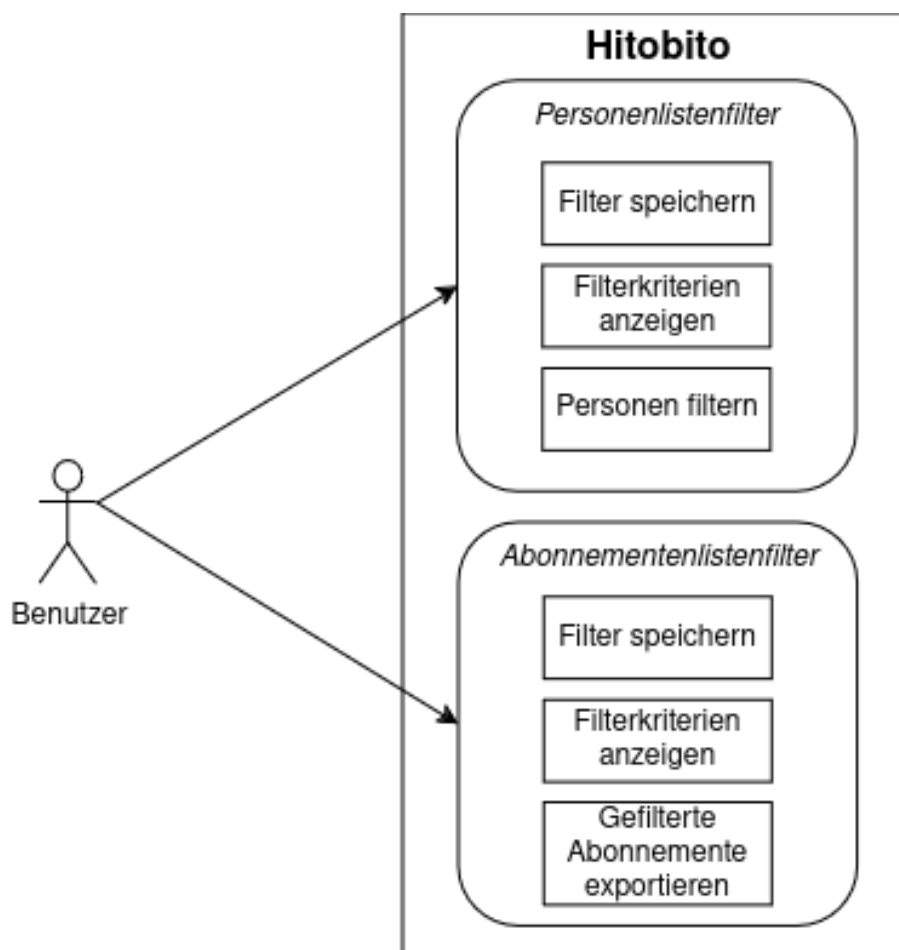 Hitobito
Personenlistenfilter
Filter speichern
Filterkriterien
anzeigen
Personen filtern
Benutzer
Abonnementenlistenfilter
Filter speichern
Filterkriterien
anzeigen
Gefilterte
Abonnemente
exportieren